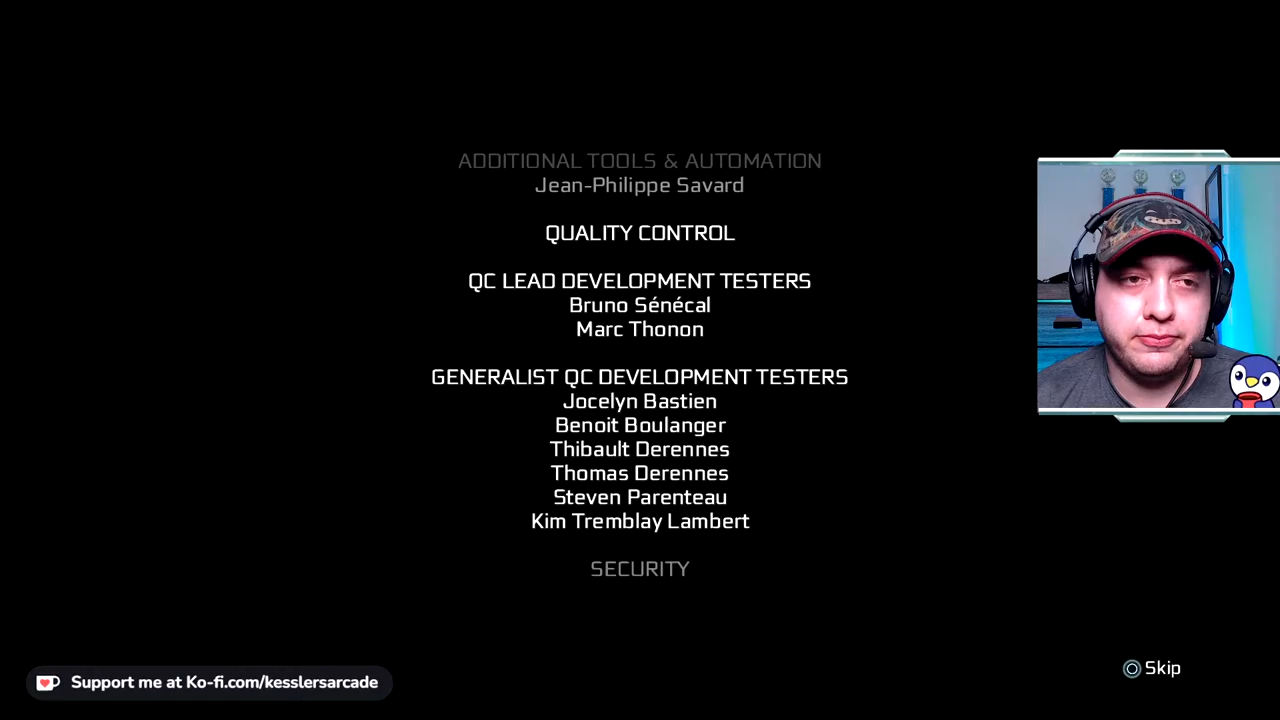 ADDITIONAL TOOLS & AUTOMATION
Jean-Philippe Savard
QUALITY CONTROL
QC LEAD DEVELOPMENT TESTERS
Bruno Sénécal
Marc Thonon
GENERALIST QC DEVELOPMENT TESTERS
Jocelyn Bastien
Benoit Boulanger
Thibault Derennes
Thomas Derennes
Steven Parenteau
Kim Tremblay Lambert
SECURITY
Skip
Support me at Ko-fi.com/kesslersarcade